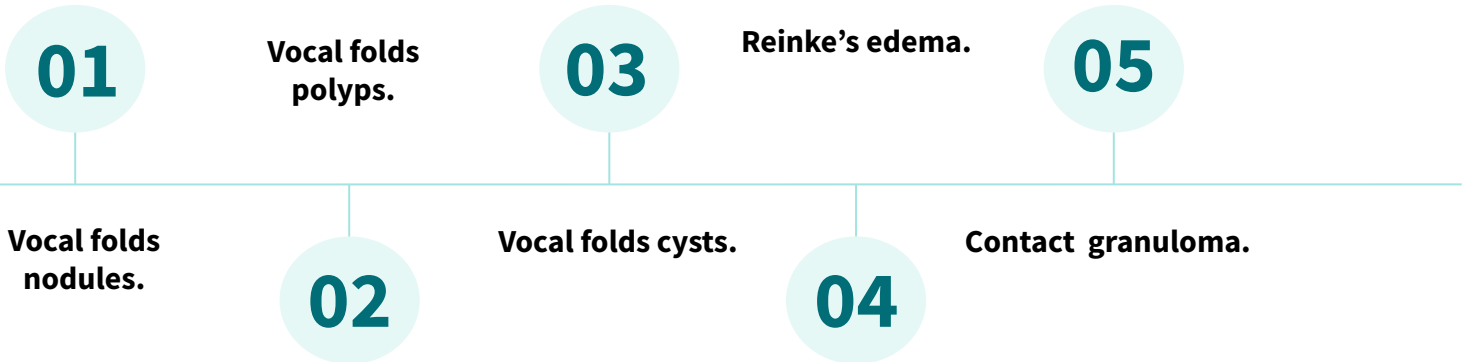 01
Vocal folds
nodules.
Vocal folds
polyps.
02
03
Vocal folds cysts.
Reinke’s edema.
04
05
Contact  granuloma.